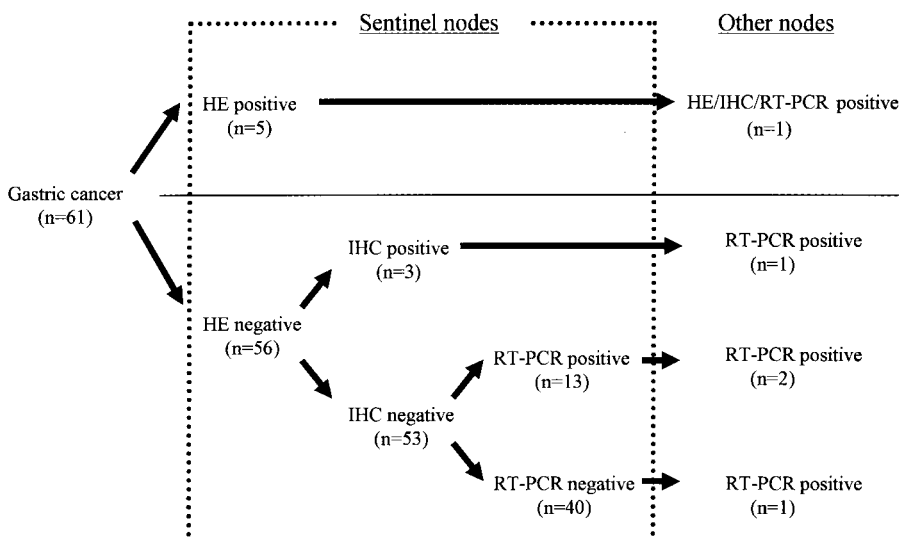 Sentinel nodes
Other nodes
HE positive
(n=5)
HE/IHC/RT-PCR positive
(n=1)
Gastric cancer
(n=61)
IHC positive
(n=3)
RT-PCR positive
(n=1)
HE negative
(n=56)
RT-PCR positive
(n=13)
RT-PCR positive
(n=2)
IHC negative
(n=53)
RT-PCR negative
(n=40)
RT-PCR positive
(n=1)